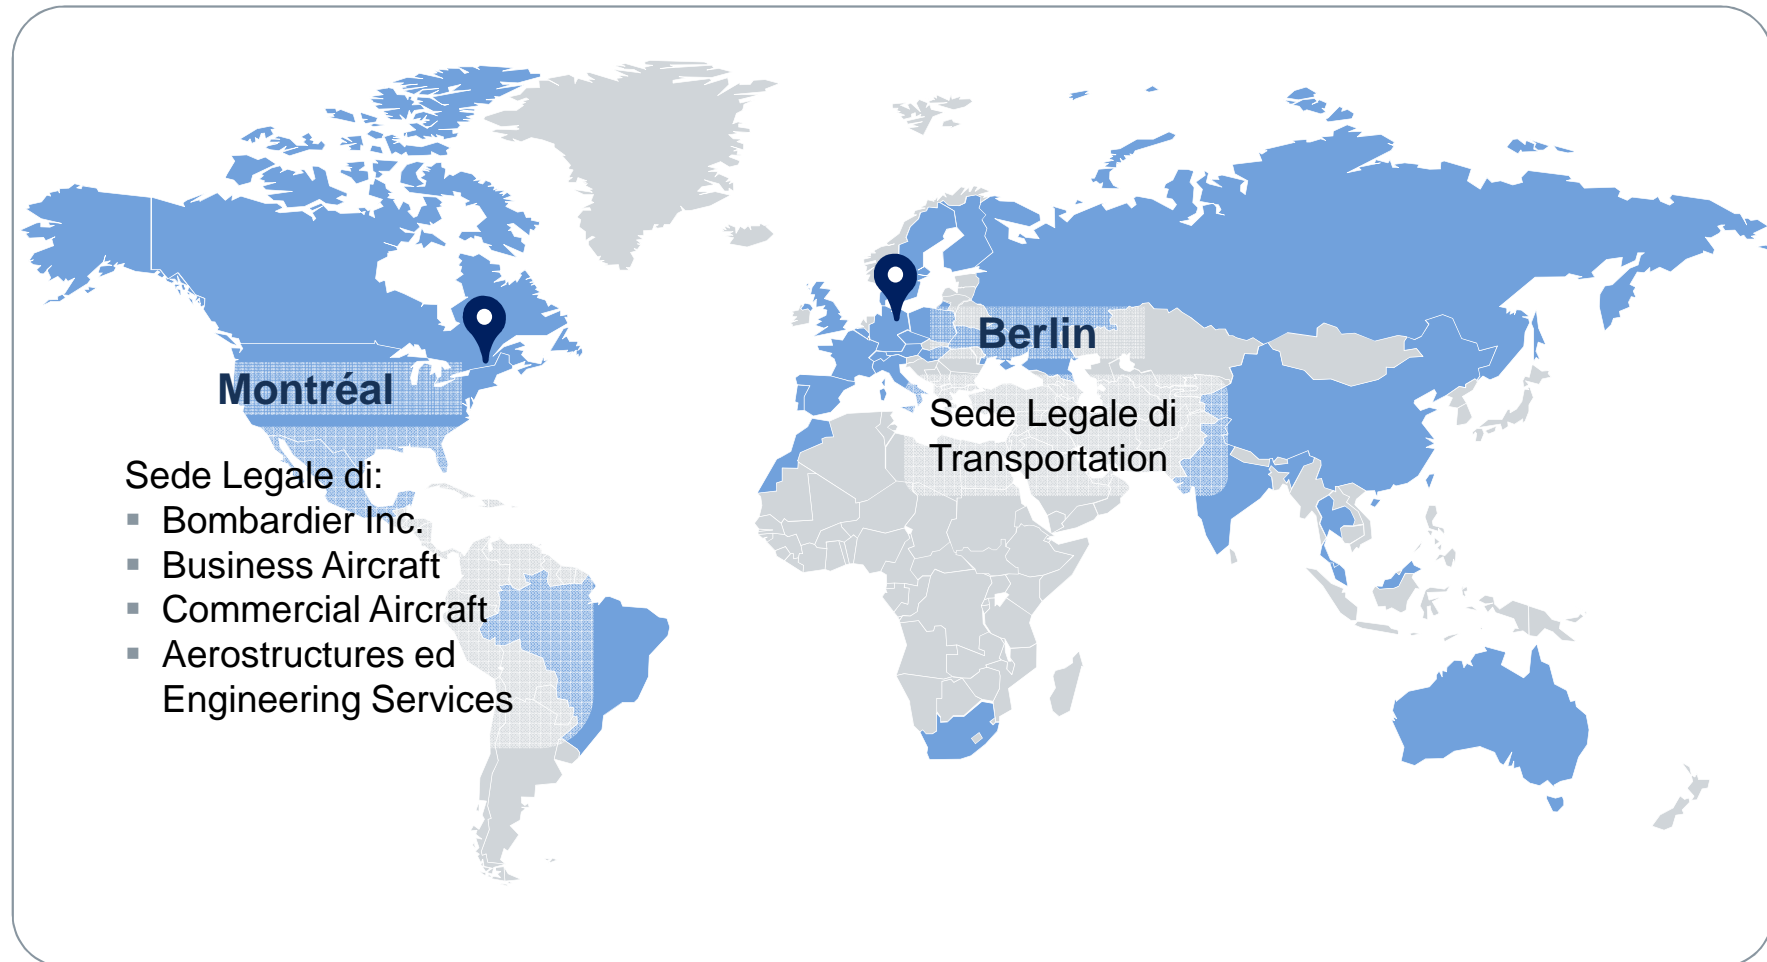 Montréal
Sede Legale di:
▪ Bombardier Inc.
▪ Business Aircraft
▪ Commercial Aircraft
▪ Aerostructures ed
Engineering Services
Berlin
Sede Legale di
Transportation